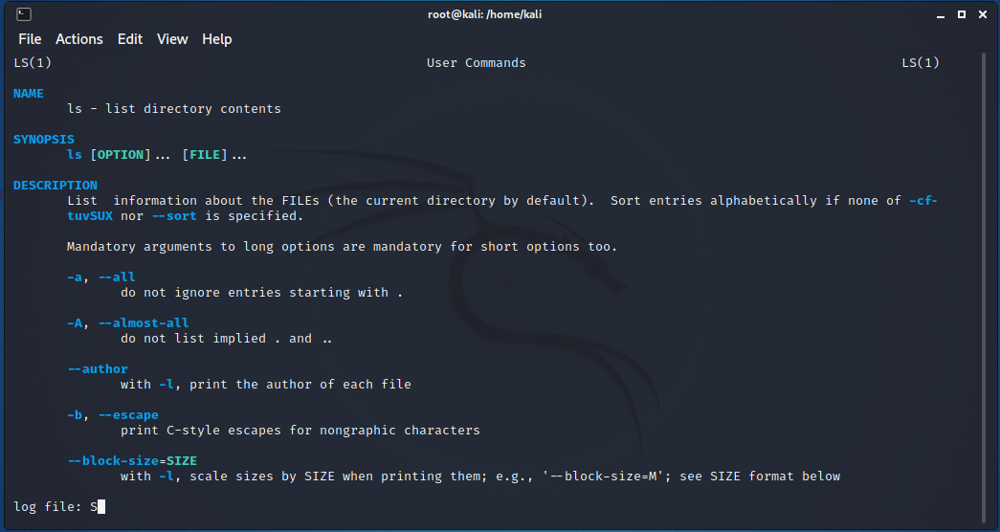 root@kali: /home/kali
File Actions Edit View Help
LS(1) User Commands LS(1)
NAME
ls - list directory contents
SYNOPSIS
ls [OPTION]... [FILE]...
DESCRIPTION
List information about the FILEs (the current directory by default). Sort entries alphabetically if none of -cf-
tuvSUX nor --sort is specified.
Mandatory arguments to long options are mandatory for short options too.
-a, --all
do not ignore entries starting with .
-A, --almost-all
do not list implied . and ..
--author
with -l, print the author of each file
-b, --escape
print C-style escapes for nongraphic characters
--block-size=SIZE
with -l, scale sizes by SIZE when printing them; e.g., '--block-size=M'; see SIZE format below
log file: S